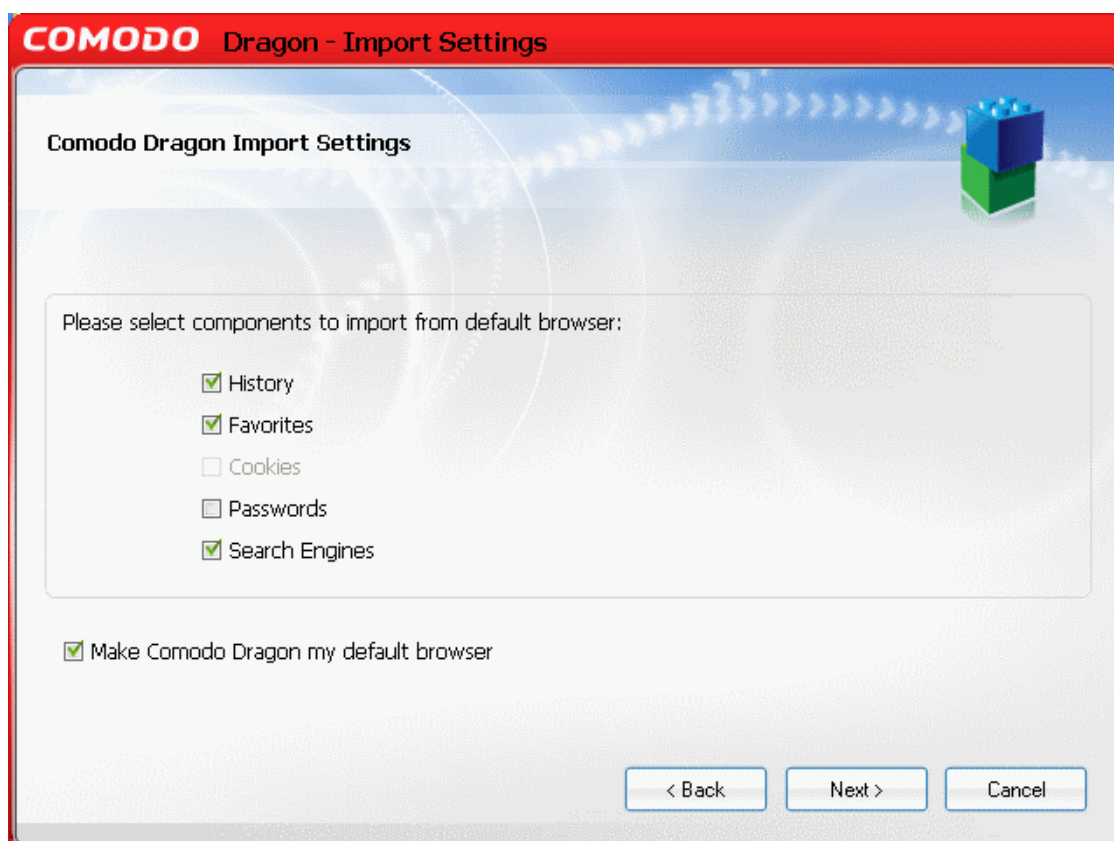 COMODO Dragon - Import Settings
Comodo Dragon Import Settings
Please select components to import from default browser:
History
Favorites
Cookies
Passwords
Search Engines
Make Comodo Dragon my default browser
< Back Next > Cancel